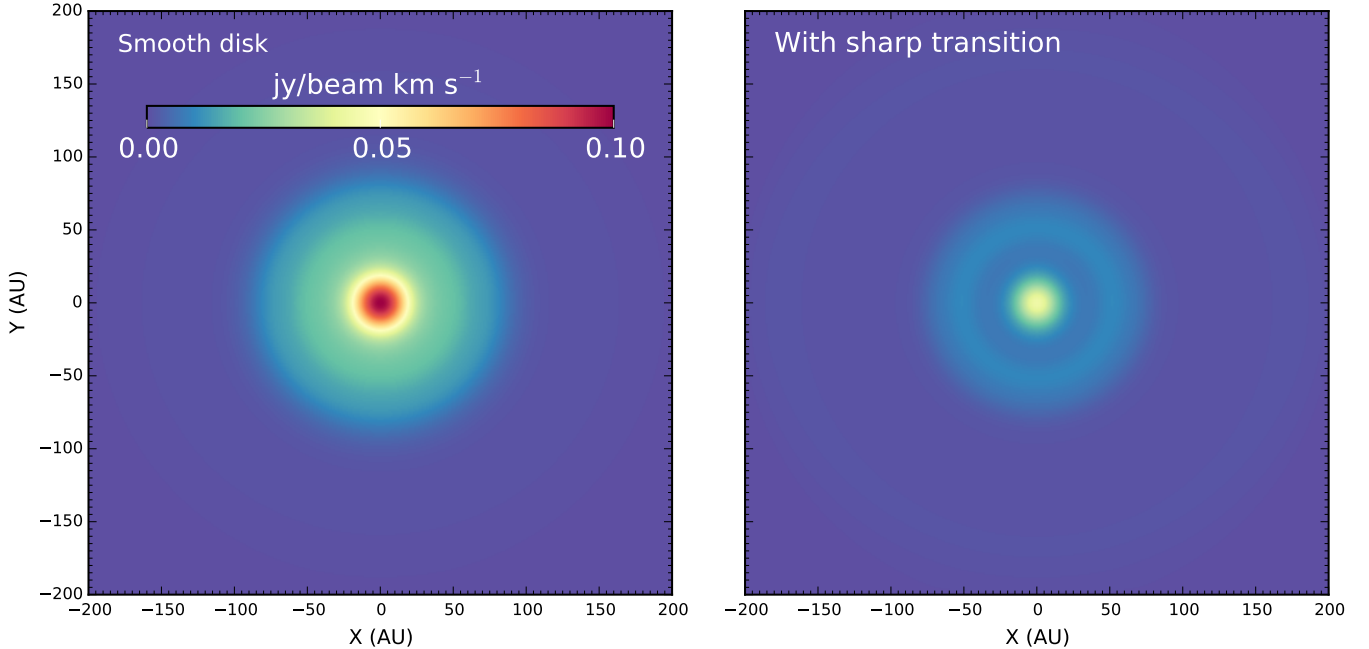 Smooth disk
jy/beam km s⁻¹
0.00 0.05 0.10
200
150
100
50
0
−50
−100
−150
−200
Y (AU)
−200 −150 −100 −50 0 50 100 150 200
X (AU)
With sharp transition
−200 −150 −100 −50 0 50 100 150 200
X (AU)